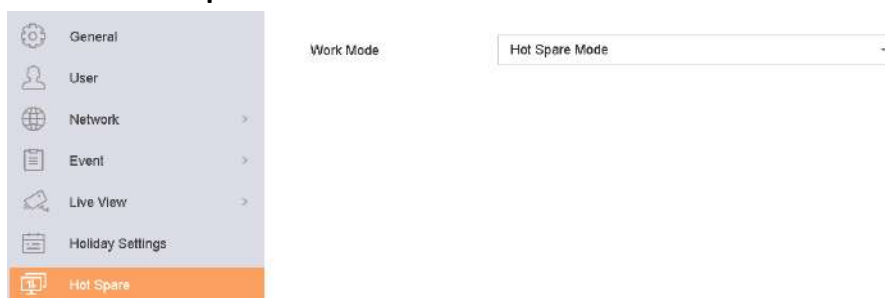 General
User
Network
Event
Live View
Holiday Settings
Hot Spare
Work Mode
Hot Spare Mode